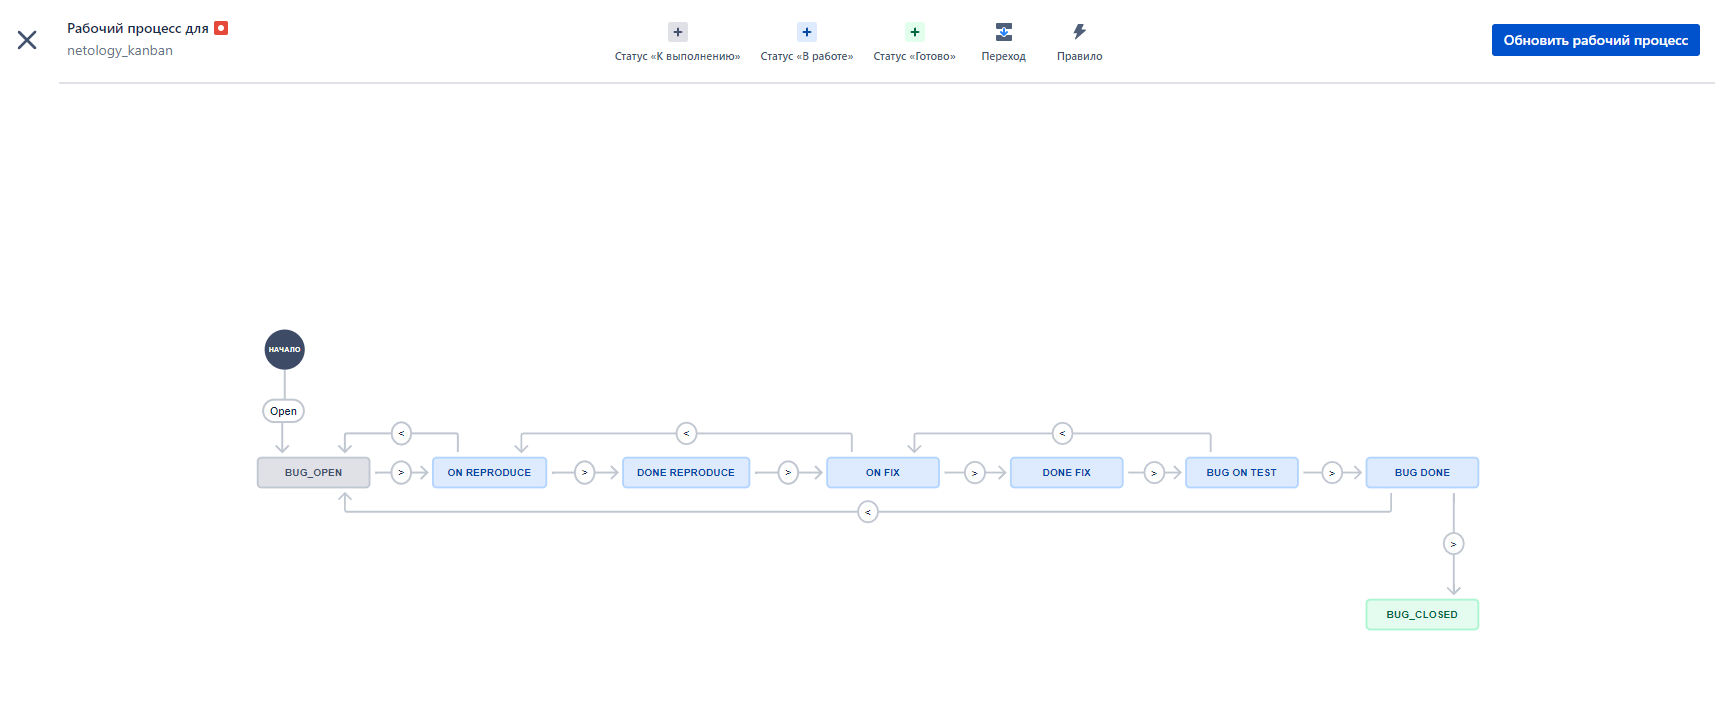 Рабочий процесс для
netology_kanban
Статус «К выполнению»
Статус «В работе»
Статус «Готово»
Переход
Правило
Обновить рабочий процесс
НАЧАЛО
Open
<
<
<
BUG_OPEN
>
ON REPRODUCE
>
DONE REPRODUCE
>
ON FIX
>
DONE FIX
>
BUG ON TEST
>
BUG DONE
<
>
BUG_CLOSED